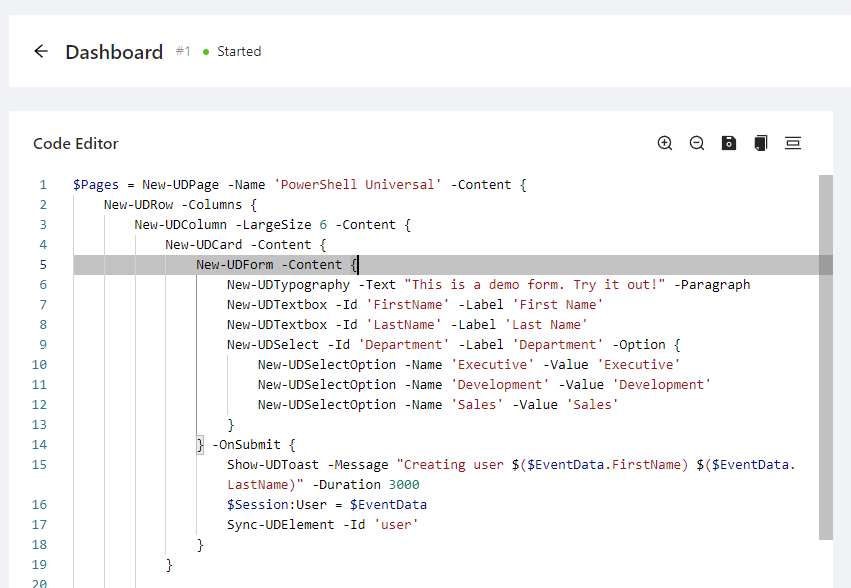 Dashboard #1 Started
Code Editor
1 $Pages = New-UDPage -Name 'PowerShell Universal' -Content {
2 New-UDRow -Columns {
3 New-UDColumn -LargeSize 6 -Content {
4 New-UDCard -Content {
5 New-UDForm -Content {
6 New-UDTypography -Text "This is a demo form. Try it out!" -Paragraph
7 New-UDTextbox -Id 'FirstName' -Label 'First Name'
8 New-UDTextbox -Id 'LastName' -Label 'Last Name'
9 New-UDSelect -Id 'Department' -Label 'Department' -Option {
10 New-UDSelectOption -Name 'Executive' -Value 'Executive'
11 New-UDSelectOption -Name 'Development' -Value 'Development'
12 New-UDSelectOption -Name 'Sales' -Value 'Sales'
13 }
14 } -OnSubmit {
15 Show-UDToast -Message "Creating user $($EventData.FirstName) $($EventData.
LastName)" -Duration 3000
16 $Session:User = $EventData
17 Sync-UDElement -Id 'user'
18 }
19 }
20